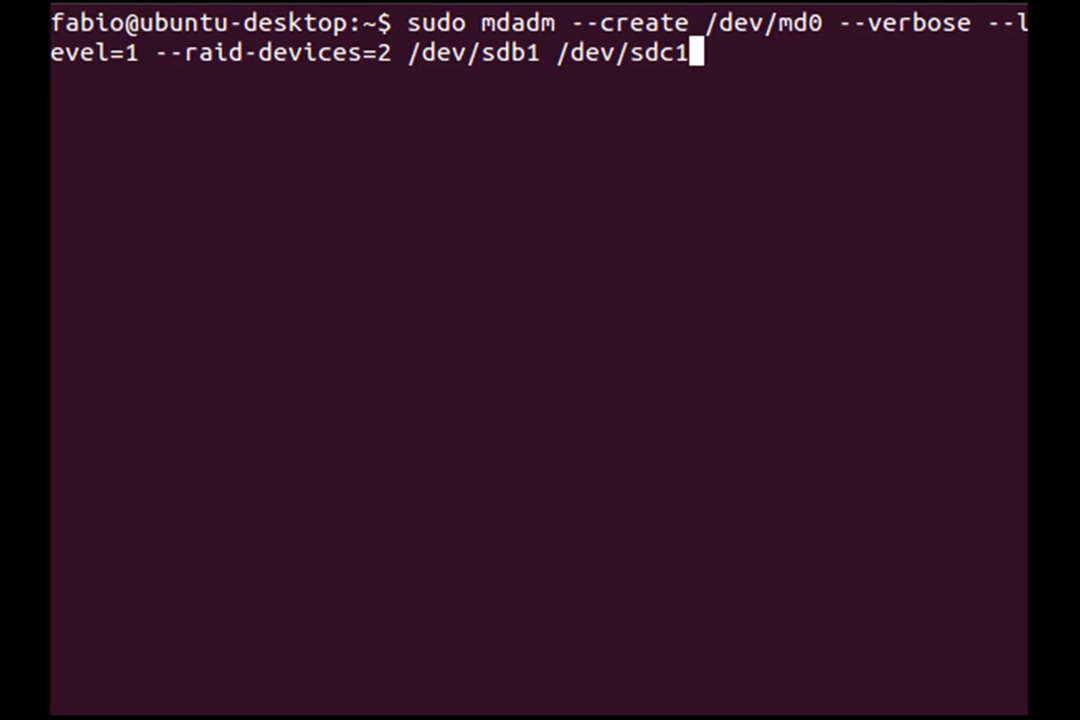 fabio@ubuntu-desktop:~$ sudo mdadm --create /dev/md0 --verbose --l
evel=1 --raid-devices=2 /dev/sdb1 /dev/sdc1